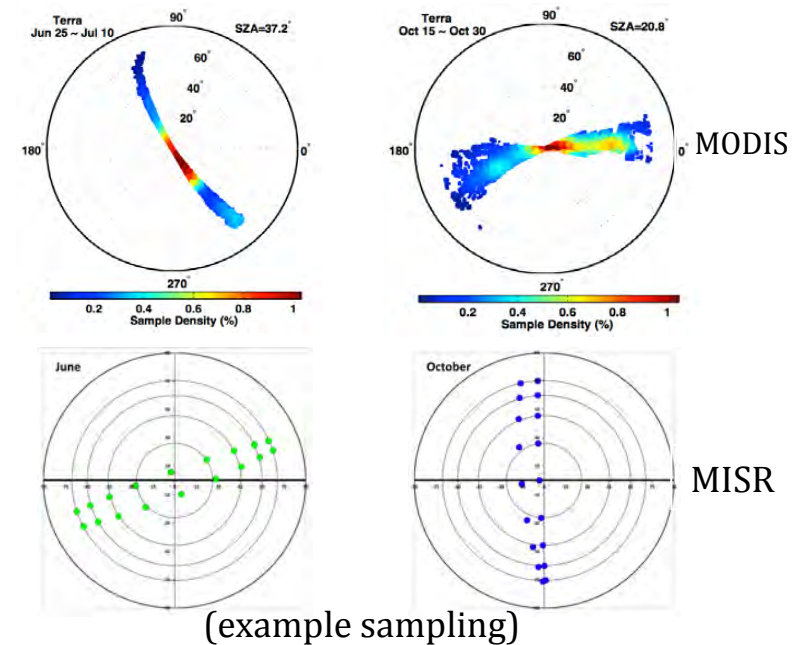 Terra
Jun 25 ~ Jul 10
90°
SZA=37.2°
60°
40°
20°
180°
0°
270°
0.2 0.4 0.6 0.8 1
Sample Density (%)
Terra
Oct 15 ~ Oct 30
90°
SZA=20.8°
60°
40°
20°
180°
0°
270°
0.2 0.4 0.6 0.8 1
Sample Density (%)
MODIS
June
October
MISR
(example sampling)